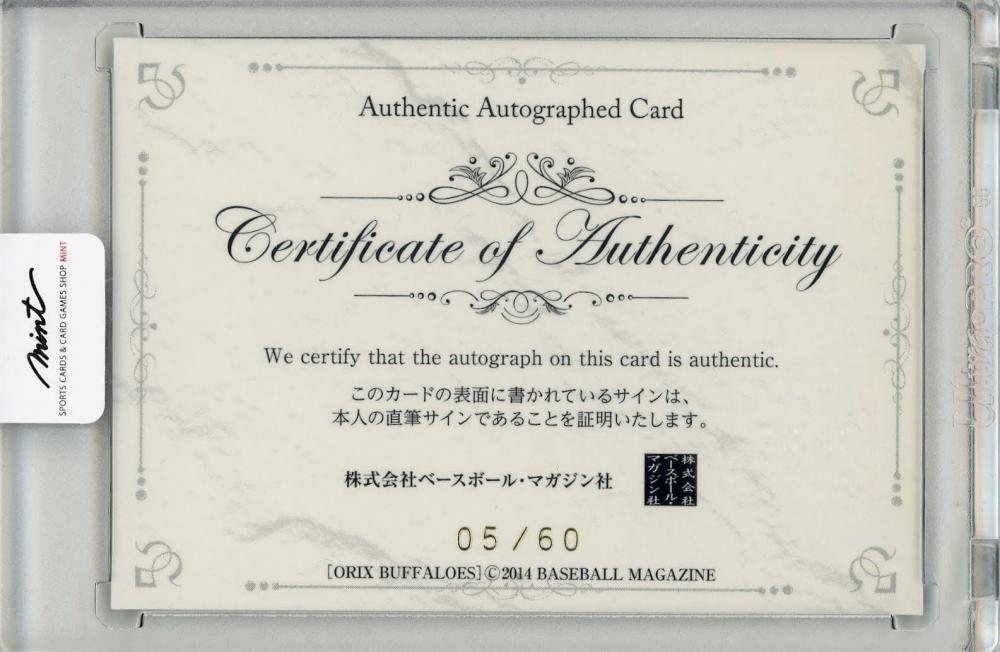 Authentic Autographed Card
Certificate of Authenticity
We certify that the autograph on this card is authentic.
このカードの表面に書かれているサインは、
本人の直筆サインであることを証明いたします。
株式会社ベースボール・マガジン社
株式会社
ベースボール・
マガジン社
05/60
[ORIX BUFFALOES]©2014 BASEBALL MAGAZINE
mint
SPORTS CARDS & CARD GAMES SHOP MINT